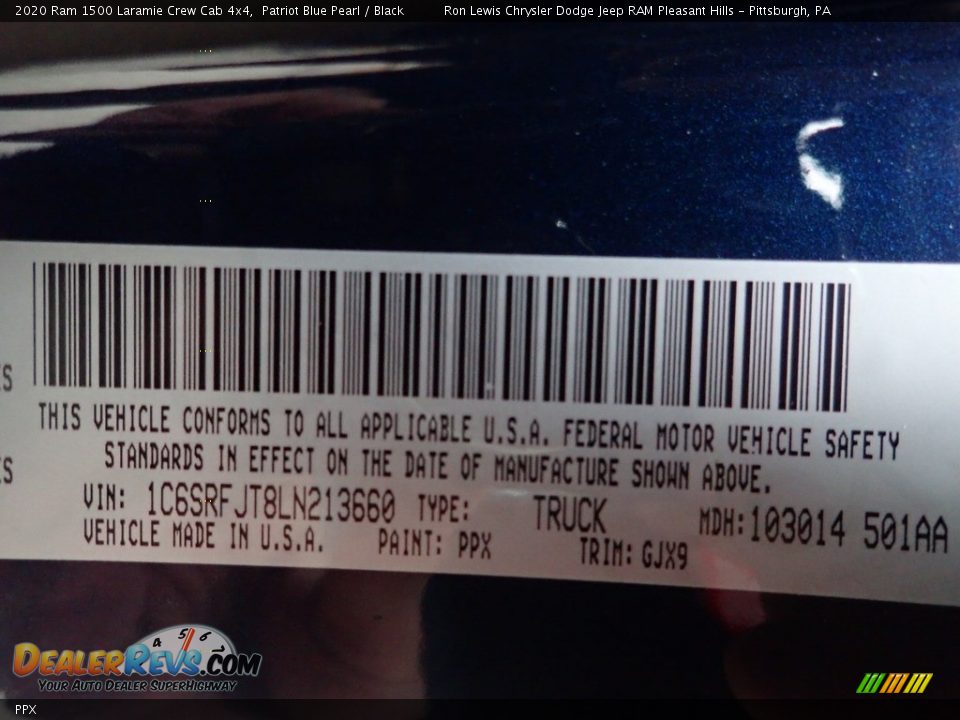 2020 Ram 1500 Laramie Crew Cab 4x4, Patriot Blue Pearl / Black Ron Lewis Chrysler Dodge Jeep RAM Pleasant Hills - Pittsburgh, PA
THIS VEHICLE CONFORMS TO ALL APPLICABLE U.S.A. FEDERAL MOTOR VEHICLE SAFETY
STANDARDS IN EFFECT ON THE DATE OF MANUFACTURE SHOWN ABOVE.
VIN: 1C6SRFJT8LN213660 TYPE: TRUCK MDH:103014 501AA
VEHICLE MADE IN U.S.A. PAINT: PPX TRIM: GJX9
4 5 6
DEALERREVS.COM
YOUR AUTO DEALER SUPERHIGHWAY
PPX